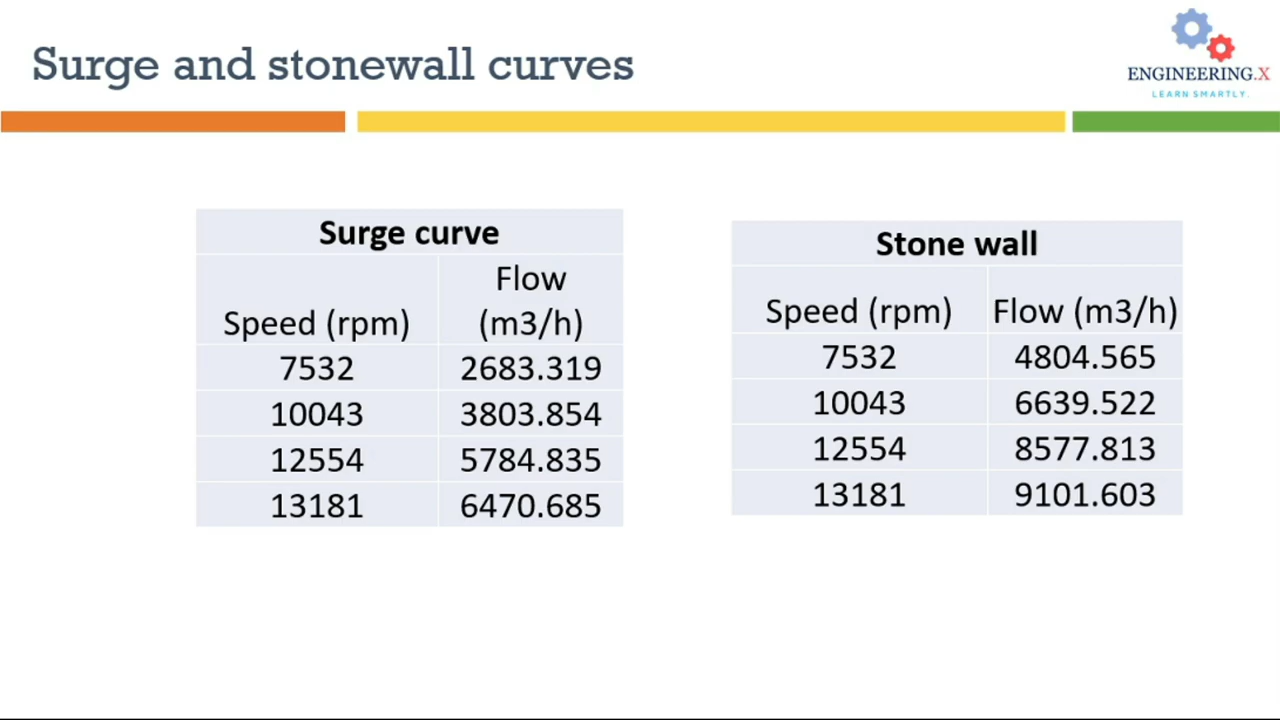 Surge and stonewall curves
ENGINEERING.X
LEARN SMARTLY.
Surge curve
Speed (rpm) Flow (m3/h)
7532 2683.319
10043 3803.854
12554 5784.835
13181 6470.685
Stone wall
Speed (rpm) Flow (m3/h)
7532 4804.565
10043 6639.522
12554 8577.813
13181 9101.603